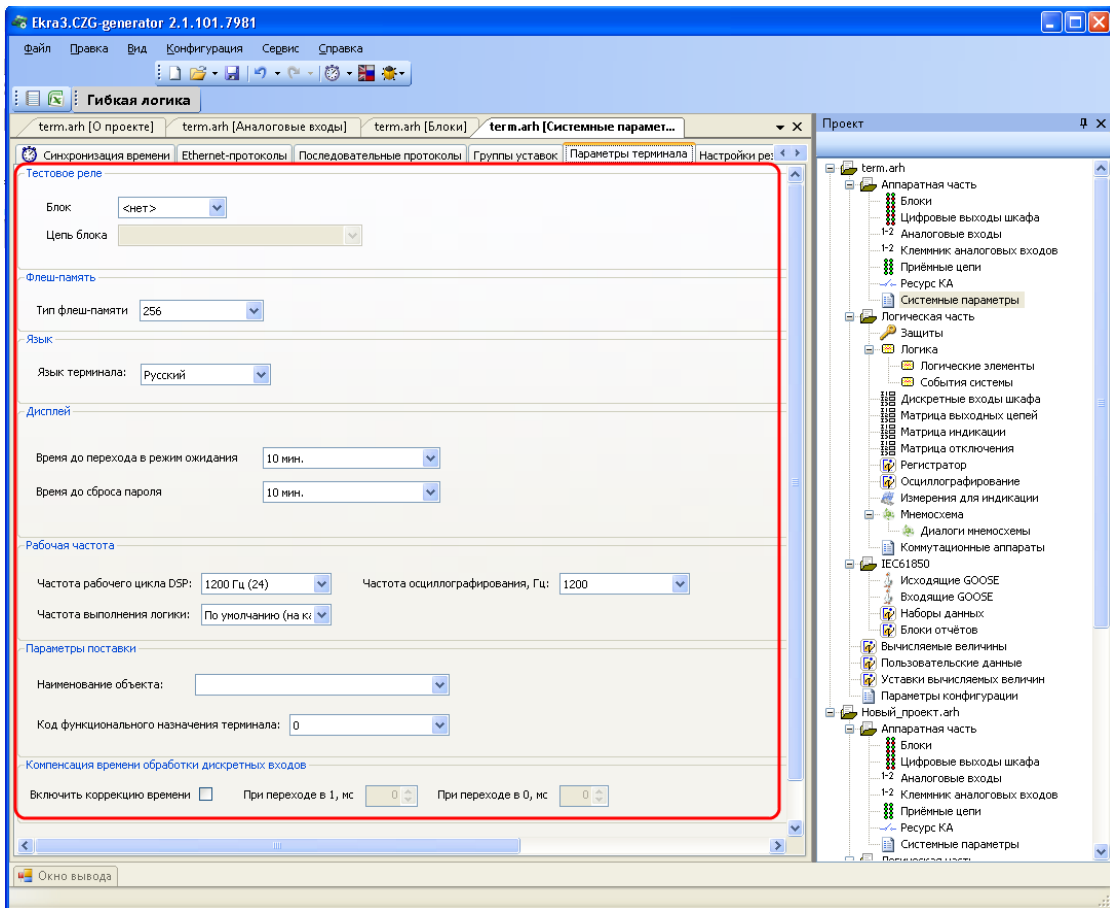 Ekra3.CZG-generator 2.1.101.7981
Файл Правка Вид Конфигурация Сервис Справка
Гибкая логика
term.arh [О проекте] term.arh [Аналоговые входы] term.arh [Блоки] term.arh [Системные парамет...
Синхронизация времени Ethernet-протоколы Последовательные протоколы Группы уставок Параметры терминала Настройки
Тестовое реле
Блок <нет>
Цепь блока
Флеш-память
Тип флеш-памяти 256
Язык
Язык терминала: Русский
Дисплей
Время до перехода в режим ожидания 10 мин.
Время до сброса пароля 10 мин.
Рабочая частота
Частота рабочего цикла DSP: 1200 Гц (24) Частота осциллографирования, Гц: 1200
Частота выполнения логики: По умолчанию (на
Параметры поставки
Наименование объекта:
Код функционального назначения терминала: 0
Компенсация времени обработки дискретных входов
Включить коррекцию времени При переходе в 1, мс 0 При переходе в 0, мс 0
Окно вывода
Проект
term.arh
Аппаратная часть
Блоки
Цифровые выходы шкафа
1-2 Аналоговые входы
1-2 Клеммник аналоговых входов
Приёмные цепи
Ресурс КА
Системные параметры
Логическая часть
Защиты
Логика
Логические элементы
События системы
Дискретные входы шкафа
Матрица выходных цепей
Матрица индикации
Матрица отключения
Регистратор
Осциллографирование
Измерения для индикации
Мнемосхема
Диалоги мнемосхемы
Коммутационные аппараты
IEC61850
Исходящие GOOSE
Входящие GOOSE
Наборы данных
Блоки отчётов
Вычисляемые величины
Пользовательские данные
Уставки вычисляемых величин
Параметры конфигурации
Новый_проект.arh
Аппаратная часть
Блоки
Цифровые выходы шкафа
1-2 Аналоговые входы
1-2 Клеммник аналоговых входов
Приёмные цепи
Ресурс КА
Системные параметры